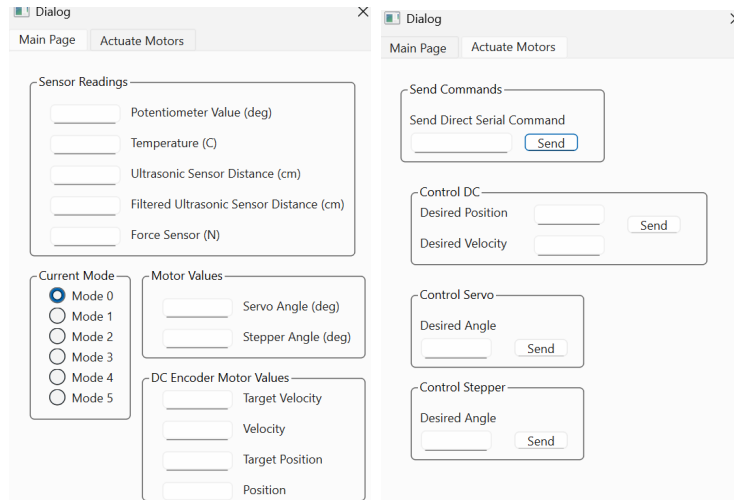 Dialog
Main Page
Actuate Motors
Sensor Readings
Potentiometer Value (deg)
Temperature (C)
Ultrasonic Sensor Distance (cm)
Filtered Ultrasonic Sensor Distance (cm)
Force Sensor (N)
Current Mode
Mode 0
Mode 1
Mode 2
Mode 3
Mode 4
Mode 5
Motor Values
Servo Angle (deg)
Stepper Angle (deg)
DC Encoder Motor Values
Target Velocity
Velocity
Target Position
Position
Dialog
Main Page
Actuate Motors
Send Commands
Send Direct Serial Command
Send
Control DC
Desired Position
Send
Desired Velocity
Control Servo
Desired Angle
Send
Control Stepper
Desired Angle
Send